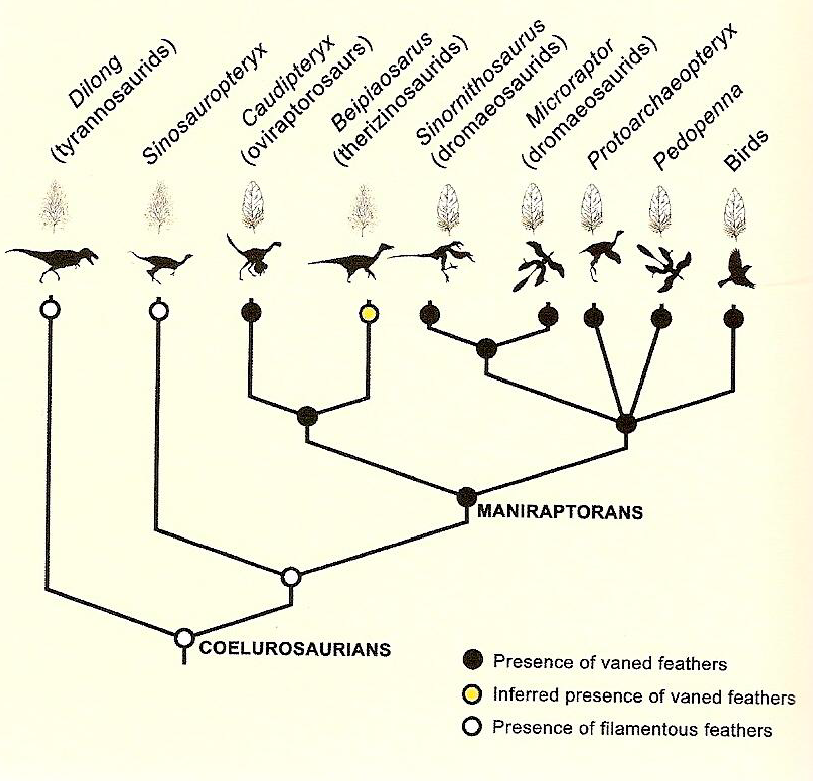 Dilong
(tyrannosaurids)
Sinosauropteryx
Caudipteryx
(oviraptorosaurs)
Beipiaosarus
(therizinosaurids)
Sinornithosaurus
(dromaeosaurids)
Microraptor
(dromaeosaurids)
Protoarchaeopteryx
Pedopenna
Birds
MANIRAPTORANS
COELUROSAURIANS
Presence of vaned feathers
Inferred presence of vaned feathers
Presence of filamentous feathers